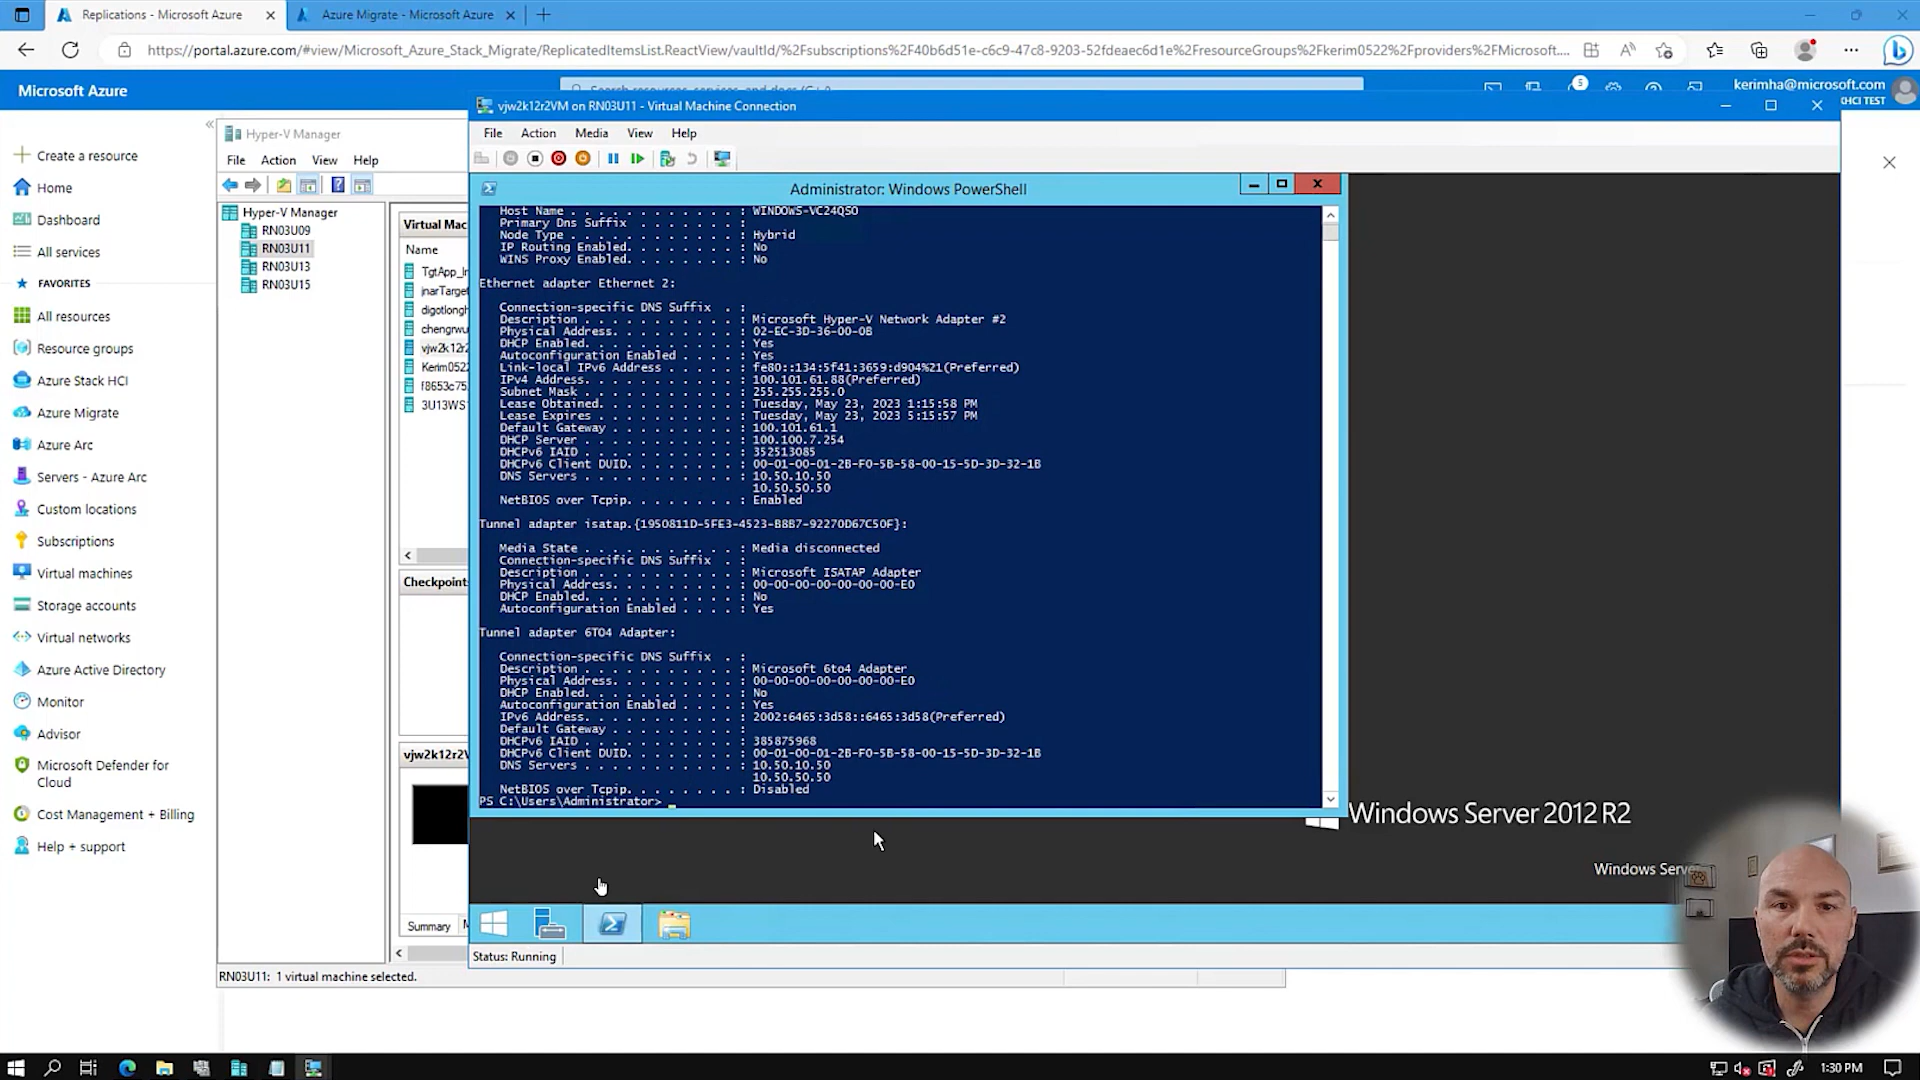 Replications - Microsoft Azure
Azure Migrate - Microsoft Azure
https://portal.azure.com/#view/Microsoft_Azure_Stack_Migrate/ReplicatedItemsList.ReactView/vaultId/%2Fsubscriptions%2F40b6d51e-c6c9-47c8-9203-52fdeaec6d1e%2FresourceGroups%2Fkerim0522%2Fproviders%2FMicrosoft....
Microsoft Azure
5
kerimha@microsoft.com
HCI TEST
Create a resource
Home
Dashboard
All services
FAVORITES
All resources
Resource groups
Azure Stack HCI
Azure Migrate
Azure Arc
Servers - Azure Arc
Custom locations
Subscriptions
Virtual machines
Storage accounts
Virtual networks
Azure Active Directory
Monitor
Advisor
Microsoft Defender for
Cloud
Cost Management + Billing
Help + support
Hyper-V Manager
File Action View Help
Hyper-V Manager
RN03U09
RN03U11
RN03U13
RN03U15
Virtual Mac
Name
TgtApp_In
jnarTarget
digotlongh
chengrwu
vjw2k12r2
Kerim0522
f8653c75
3U13WS1
Checkpoint
vjw2k12r2V
Summary
RN03U11: 1 virtual machine selected.
vjw2k12r2VM on RN03U11 - Virtual Machine Connection
File Action Media View Help
Administrator: Windows PowerShell
Host Name . . . . . . . . . . . . : WINDOWS-VC24QSO
Primary Dns Suffix  . . . . . . . :
Node Type . . . . . . . . . . . . : Hybrid
IP Routing Enabled. . . . . . . . : No
WINS Proxy Enabled. . . . . . . . : No
Ethernet adapter Ethernet 2:
Connection-specific DNS Suffix  . :
Description . . . . . . . . . . . : Microsoft Hyper-V Network Adapter #2
Physical Address. . . . . . . . . : 02-EC-3D-36-00-0B
DHCP Enabled. . . . . . . . . . . : Yes
Autoconfiguration Enabled . . . . : Yes
Link-local IPv6 Address . . . . . : fe80::134:5f41:3659:d904%21(Preferred)
IPv4 Address. . . . . . . . . . . : 100.101.61.88(Preferred)
Subnet Mask . . . . . . . . . . . : 255.255.255.0
Lease Obtained. . . . . . . . . . : Tuesday, May 23, 2023 1:15:58 PM
Lease Expires . . . . . . . . . . : Tuesday, May 23, 2023 5:15:57 PM
Default Gateway . . . . . . . . . : 100.101.61.1
DHCP Server . . . . . . . . . . . : 100.100.7.254
DHCPv6 IAID . . . . . . . . . . . : 352513085
DHCPv6 Client DUID. . . . . . . . : 00-01-00-01-2B-F0-5B-58-00-15-5D-3D-32-1B
DNS Servers . . . . . . . . . . . : 10.50.10.50
10.50.50.50
NetBIOS over Tcpip. . . . . . . . : Enabled
Tunnel adapter isatap.{1950811D-5FE3-4523-B8B7-92270D67C50F}:
Media State . . . . . . . . . . . : Media disconnected
Connection-specific DNS Suffix  . :
Description . . . . . . . . . . . : Microsoft ISATAP Adapter
Physical Address. . . . . . . . . : 00-00-00-00-00-00-00-E0
DHCP Enabled. . . . . . . . . . . : No
Autoconfiguration Enabled . . . . : Yes
Tunnel adapter 6TO4 Adapter:
Connection-specific DNS Suffix  . :
Description . . . . . . . . . . . : Microsoft 6to4 Adapter
Physical Address. . . . . . . . . : 00-00-00-00-00-00-00-E0
DHCP Enabled. . . . . . . . . . . : No
Autoconfiguration Enabled . . . . : Yes
IPv6 Address. . . . . . . . . . . : 2002:6465:3d58::6465:3d58(Preferred)
Default Gateway . . . . . . . . . :
DHCPv6 IAID . . . . . . . . . . . : 385875968
DHCPv6 Client DUID. . . . . . . . : 00-01-00-01-2B-F0-5B-58-00-15-5D-3D-32-1B
DNS Servers . . . . . . . . . . . : 10.50.10.50
10.50.50.50
NetBIOS over Tcpip. . . . . . . . : Disabled
PS C:\Users\Administrator> _
Windows Server 2012 R2
Windows Serve
Status: Running
1:30 PM